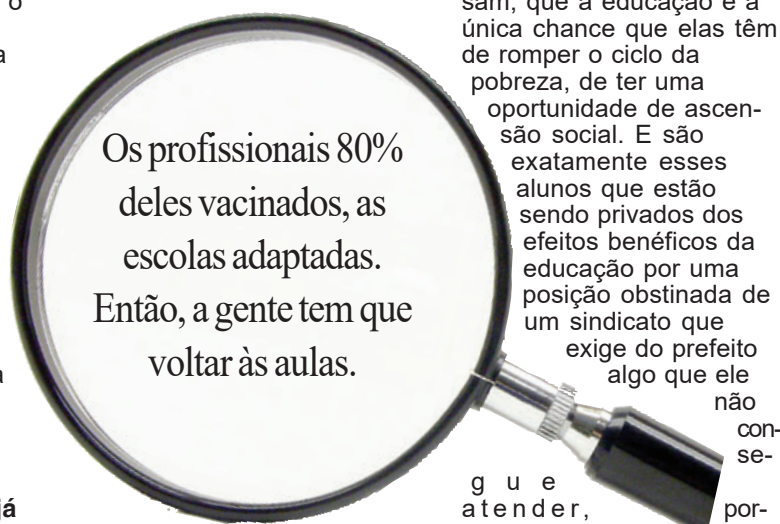 o
a
Os profissionais 80%
deles vacinados, as
escolas adaptadas.
Então, a gente tem que
voltar às aulas.
a
já
sam, que a educação é a
única chance que elas têm
de romper o ciclo da
pobreza, de ter uma
oportunidade de ascen-
são social. E são
exatamente esses
alunos que estão
sendo privados dos
efeitos benéficos da
educação por uma
posição obstinada de
um sindicato que
exige do prefeito
algo que ele
não
con-
se-
g u e
atender, por-